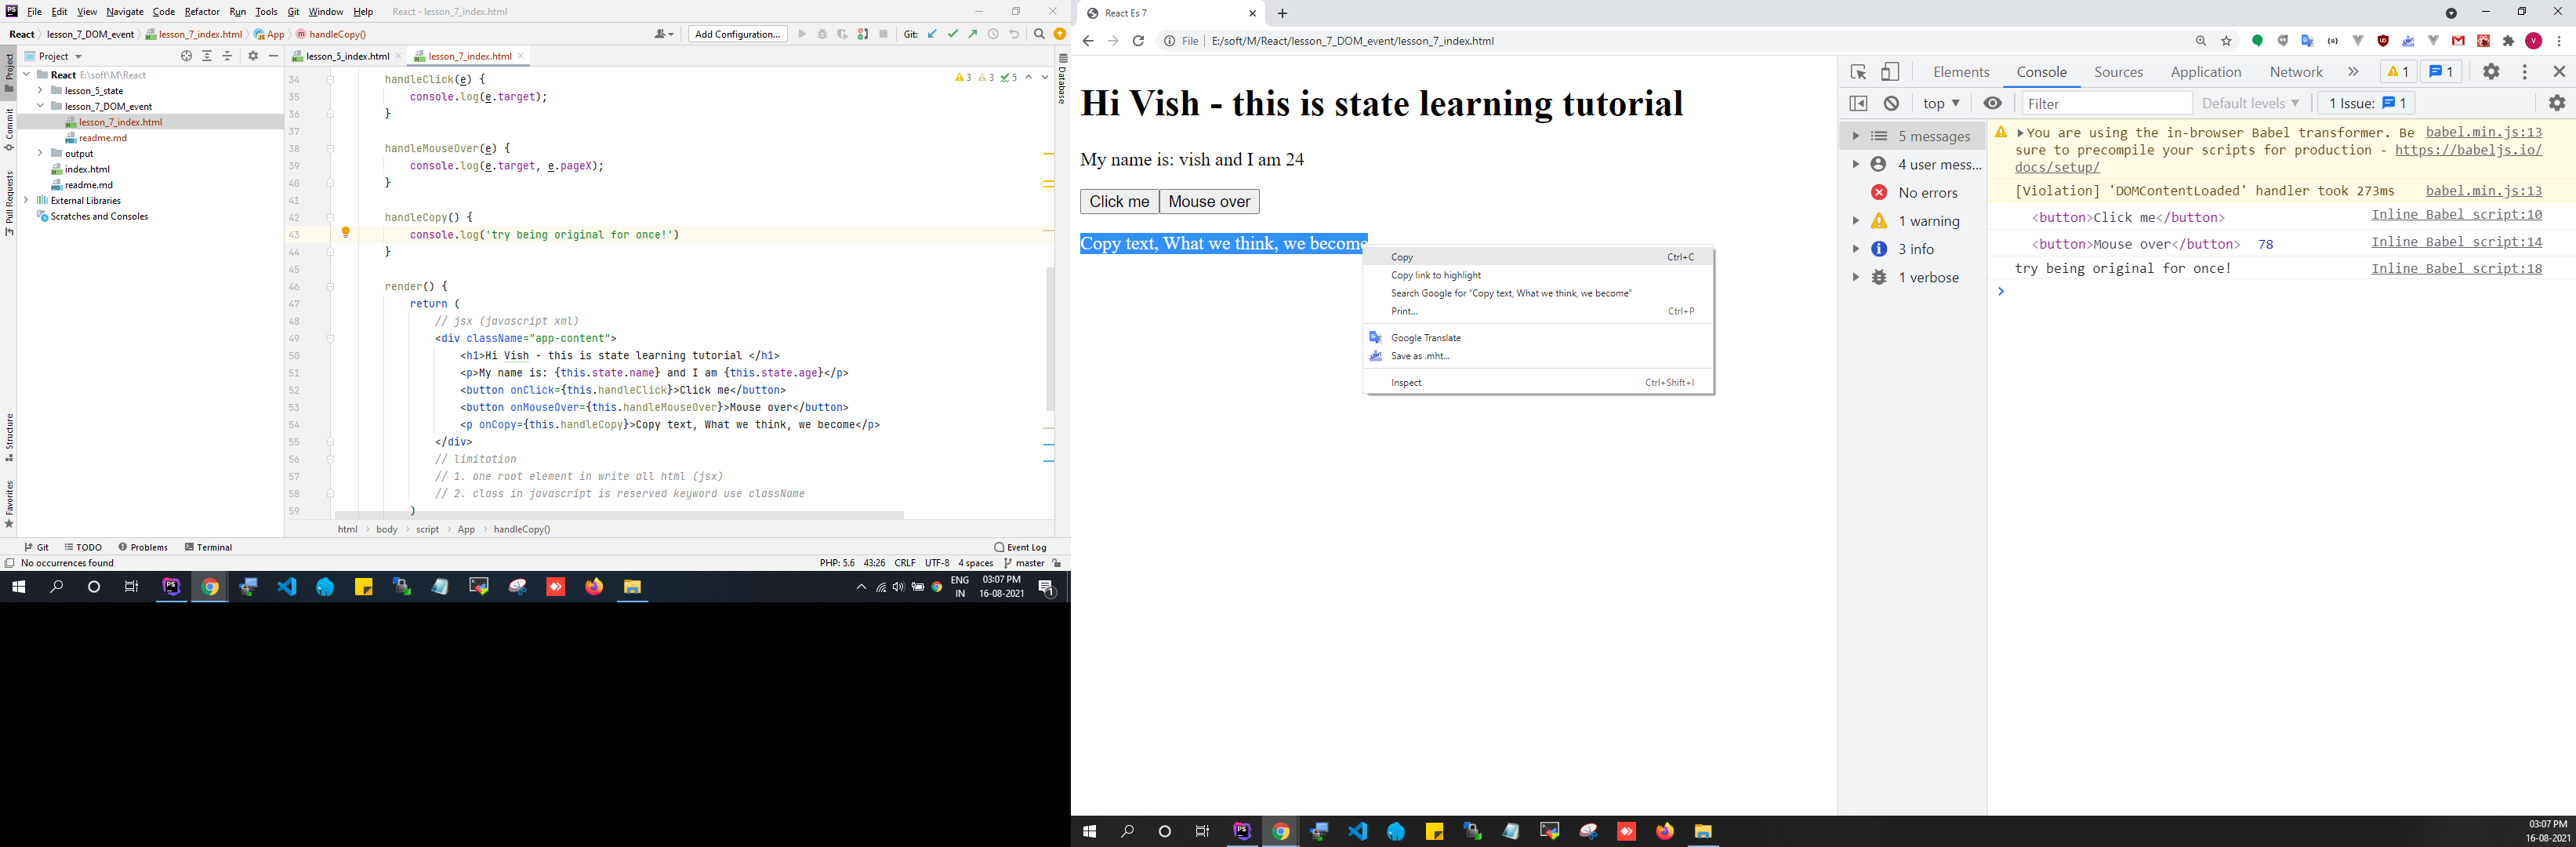 File Edit View Navigate Code Refactor Run Tools Git Window Help React - lesson_7_index.html
React lesson_7_DOM_event lesson_7_index.html App handleCopy()
Add Configuration... Git:
Project
lesson_5_index.html lesson_7_index.html
React E:\soft\M\React
lesson_5_state
lesson_7_DOM_event
lesson_7_index.html
readme.md
output
index.html
readme.md
External Libraries
Scratches and Consoles
Project
Commit
Pull Requests
Structure
Favorites
Database
3 3 5
34 handleClick(e) {
35 console.log(e.target);
36 }
37
38 handleMouseOver(e) {
39 console.log(e.target, e.pageX);
40 }
41
42 handleCopy() {
43 console.log('try being original for once!')
44 }
45
46 render() {
47 return (
48 // jsx (javascript xml)
49 <div className="app-content">
50 <h1>Hi Vish - this is state learning tutorial </h1>
51 <p>My name is: {this.state.name} and I am {this.state.age}</p>
52 <button onClick={this.handleClick}>Click me</button>
53 <button onMouseOver={this.handleMouseOver}>Mouse over</button>
54 <p onCopy={this.handleCopy}>Copy text, What we think, we become</p>
55 </div>
56 // limitation
57 // 1. one root element in write all html (jsx)
58 // 2. class in javascript is reserved keyword use className
59 )
html body script App handleCopy()
Git TODO Problems Terminal Event Log
No occurrences found PHP: 5.6 43:26 CRLF UTF-8 4 spaces master
ENG
IN
03:07 PM
16-08-2021
1
React Es 7
File E:/soft/M/React/lesson_7_DOM_event/lesson_7_index.html
Hi Vish - this is state learning tutorial
My name is: vish and I am 24
Click me Mouse over
Copy text, What we think, we become
Copy Ctrl+C
Copy link to highlight
Search Google for "Copy text, What we think, we become"
Print... Ctrl+P
Google Translate
Save as .mht...
Inspect Ctrl+Shift+I
Elements Console Sources Application Network 1 1
top Filter Default levels 1 Issue: 1
5 messages
4 user mess...
No errors
1 warning
3 info
1 verbose
You are using the in-browser Babel transformer. Be babel.min.js:13
sure to precompile your scripts for production - https://babeljs.io/
docs/setup/
[Violation] 'DOMContentLoaded' handler took 273ms babel.min.js:13
<button>Click me</button> Inline Babel script:10
<button>Mouse over</button> 78 Inline Babel script:14
try being original for once! Inline Babel script:18
03:07 PM
16-08-2021